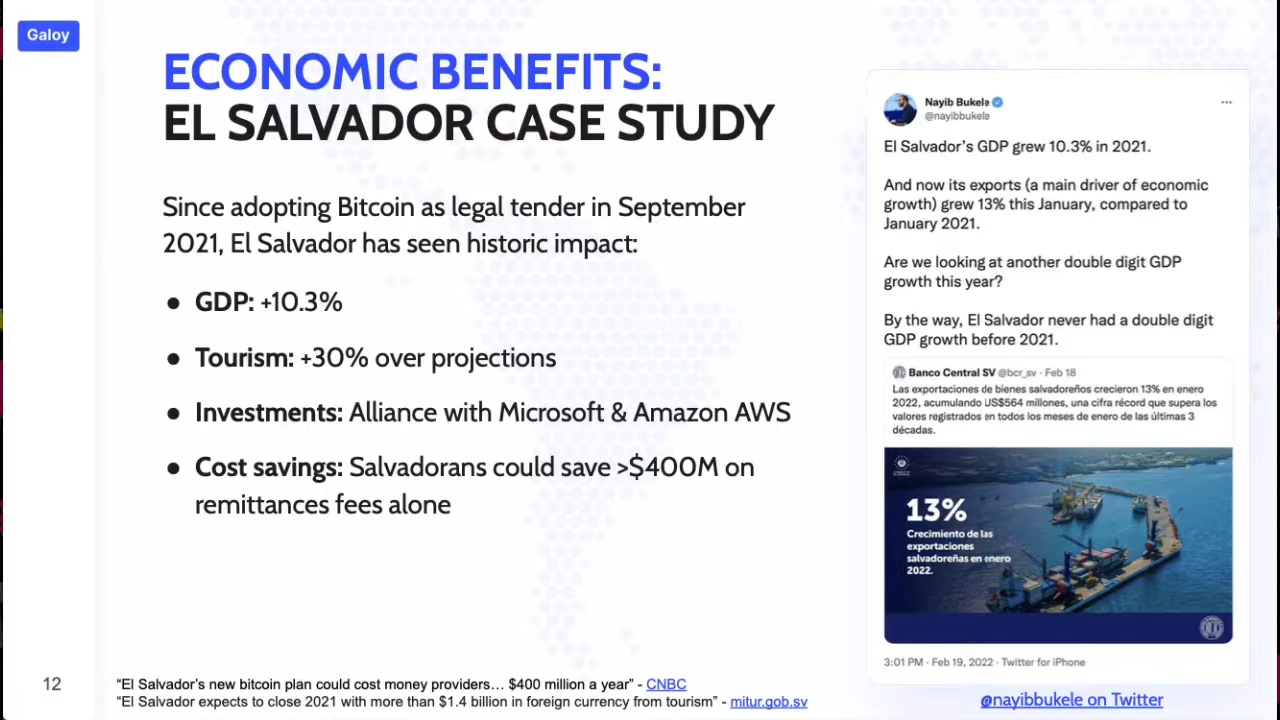 Galoy
ECONOMIC BENEFITS:
EL SALVADOR CASE STUDY
Since adopting Bitcoin as legal tender in September
2021, El Salvador has seen historic impact:
● GDP: +10.3%
● Tourism: +30% over projections
● Investments: Alliance with Microsoft & Amazon AWS
● Cost savings: Salvadorans could save >$400M on
remittances fees alone
Nayib Bukele
@nayibbukele
El Salvador's GDP grew 10.3% in 2021.
And now its exports (a main driver of economic
growth) grew 13% this January, compared to
January 2021.
Are we looking at another double digit GDP
growth this year?
By the way, El Salvador never had a double digit
GDP growth before 2021.
Banco Central SV @bcr_sv · Feb 18
Las exportaciones de bienes salvadoreños crecieron 13% en enero
2022, acumulando US$564 millones, una cifra récord que supera los
valores registrados en todos los meses de enero de las últimas 3
décadas.
13%
Crecimiento de las
exportaciones
salvadoreñas en enero
2022.
3:01 PM · Feb 19, 2022 · Twitter for iPhone
@nayibbukele on Twitter
12
“El Salvador's new bitcoin plan could cost money providers… $400 million a year” - CNBC
“El Salvador expects to close 2021 with more than $1.4 billion in foreign currency from tourism” - mitur.gob.sv